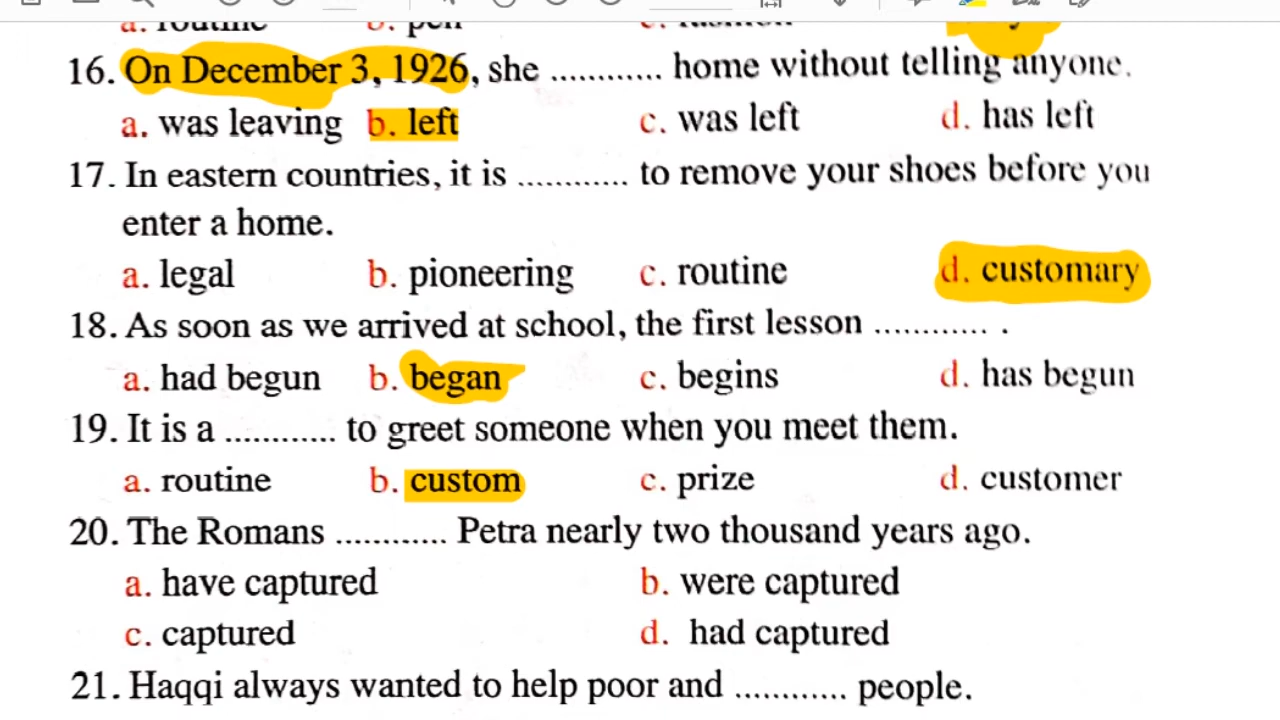 a. routine b. pen
16. On December 3, 1926, she ............ home without telling anyone.
a. was leaving b. left c. was left d. has left
17. In eastern countries, it is ............ to remove your shoes before you
enter a home.
a. legal b. pioneering c. routine d. customary
18. As soon as we arrived at school, the first lesson ............ .
a. had begun b. began c. begins d. has begun
19. It is a ............ to greet someone when you meet them.
a. routine b. custom c. prize d. customer
20. The Romans ............ Petra nearly two thousand years ago.
a. have captured b. were captured
c. captured d. had captured
21. Haqqi always wanted to help poor and ............ people.